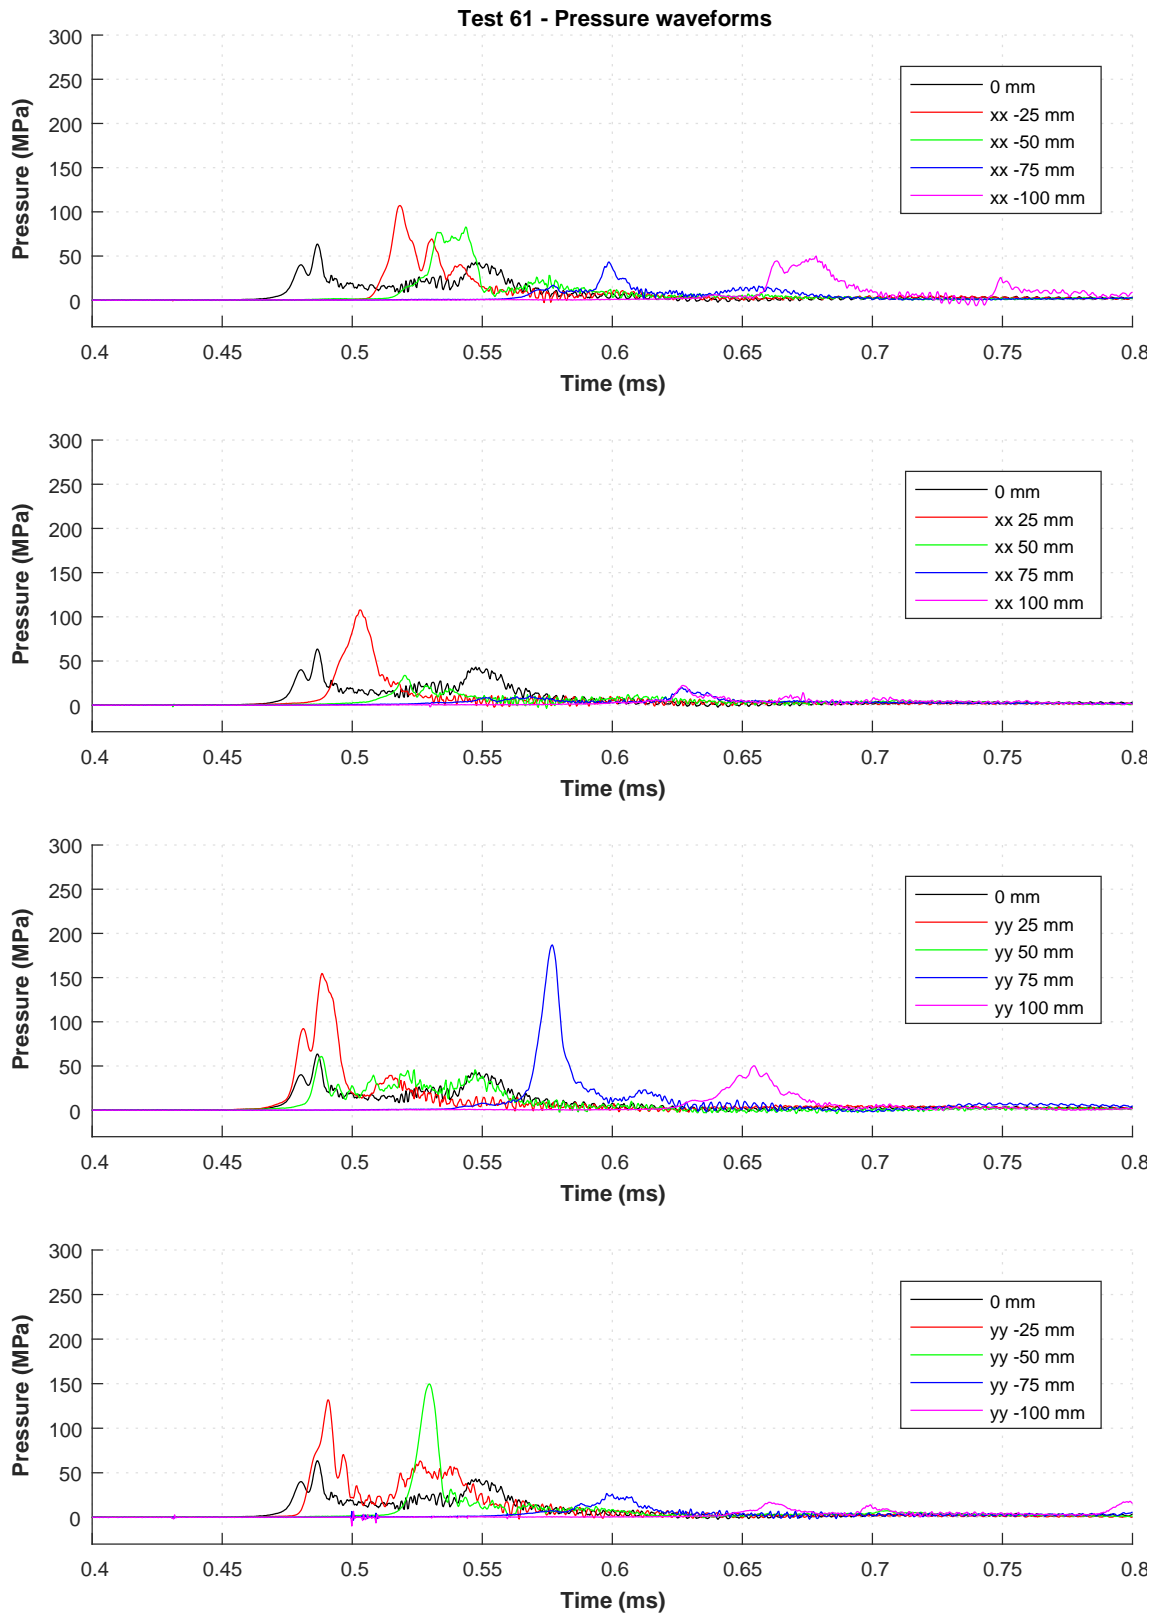 Test 61 - Pressure waveforms
300
250
200
150
100
50
0
Pressure (MPa)
0 mm
xx -25 mm
xx -50 mm
xx -75 mm
xx -100 mm
0.4 0.45 0.5 0.55 0.6 0.65 0.7 0.75 0.8
Time (ms)
300
250
200
150
100
50
0
Pressure (MPa)
0 mm
xx 25 mm
xx 50 mm
xx 75 mm
xx 100 mm
0.4 0.45 0.5 0.55 0.6 0.65 0.7 0.75 0.8
Time (ms)
300
250
200
150
100
50
0
Pressure (MPa)
0 mm
yy 25 mm
yy 50 mm
yy 75 mm
yy 100 mm
0.4 0.45 0.5 0.55 0.6 0.65 0.7 0.75 0.8
Time (ms)
300
250
200
150
100
50
0
Pressure (MPa)
0 mm
yy -25 mm
yy -50 mm
yy -75 mm
yy -100 mm
0.4 0.45 0.5 0.55 0.6 0.65 0.7 0.75 0.8
Time (ms)